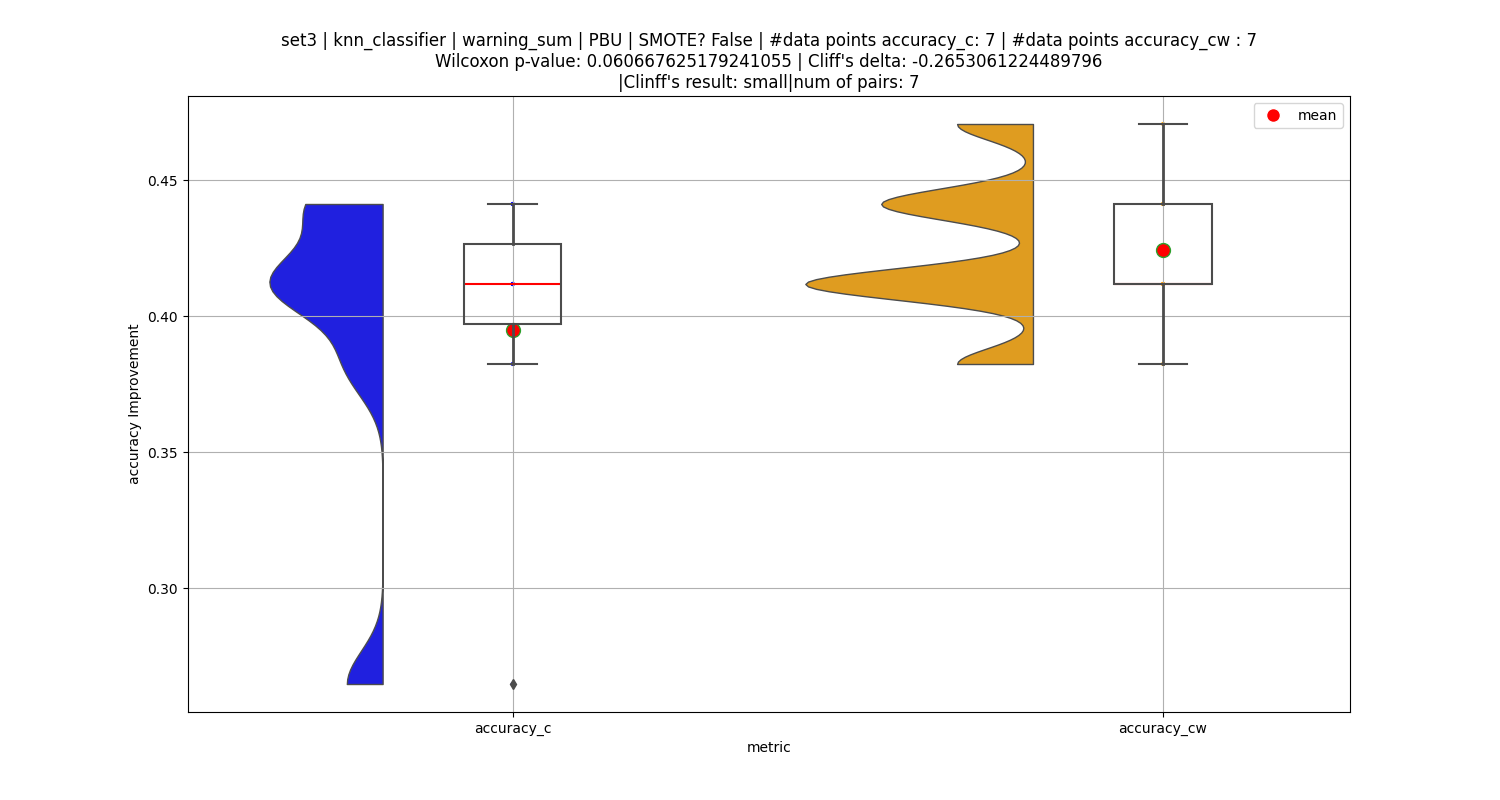 set3 | knn_classifier | warning_sum | PBU | SMOTE? False | #data points accuracy_c: 7 | #data points accuracy_cw : 7
Wilcoxon p-value: 0.060667625179241055 | Cliff's delta: -0.2653061224489796
|Clinff's result: small|num of pairs: 7
mean
0.45
0.40
0.35
0.30
accuracy Improvement
accuracy_c
accuracy_cw
metric